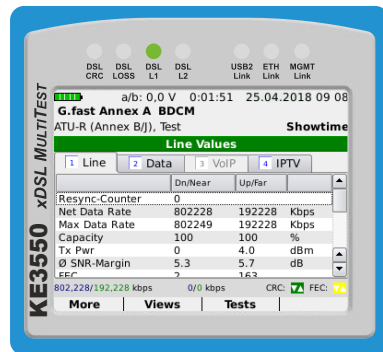 DSL CRC DSL LOSS DSL L1 DSL L2 USB2 Link ETH Link MGMT Link
KE3550 xDSL MULTITEST
a/b: 0,0 V 0:01:51 25.04.2018 09 08
G.fast Annex A BDCM
ATU-R (Annex B/J), Test Showtime
Line Values
1 Line 2 Data 3 VoIP 4 IPTV
Dn/Near Up/Far
Resync-Counter 0
Net Data Rate 802228 192228 Kbps
Max Data Rate 802249 192228 Kbps
Capacity 100 100 %
Tx Pwr 0 4.0 dBm
Ø SNR-Margin 5.3 5.7 dB
FEC 2 163
802,228/192,228 kbps 0/0 kbps CRC: FEC:
More Views Tests